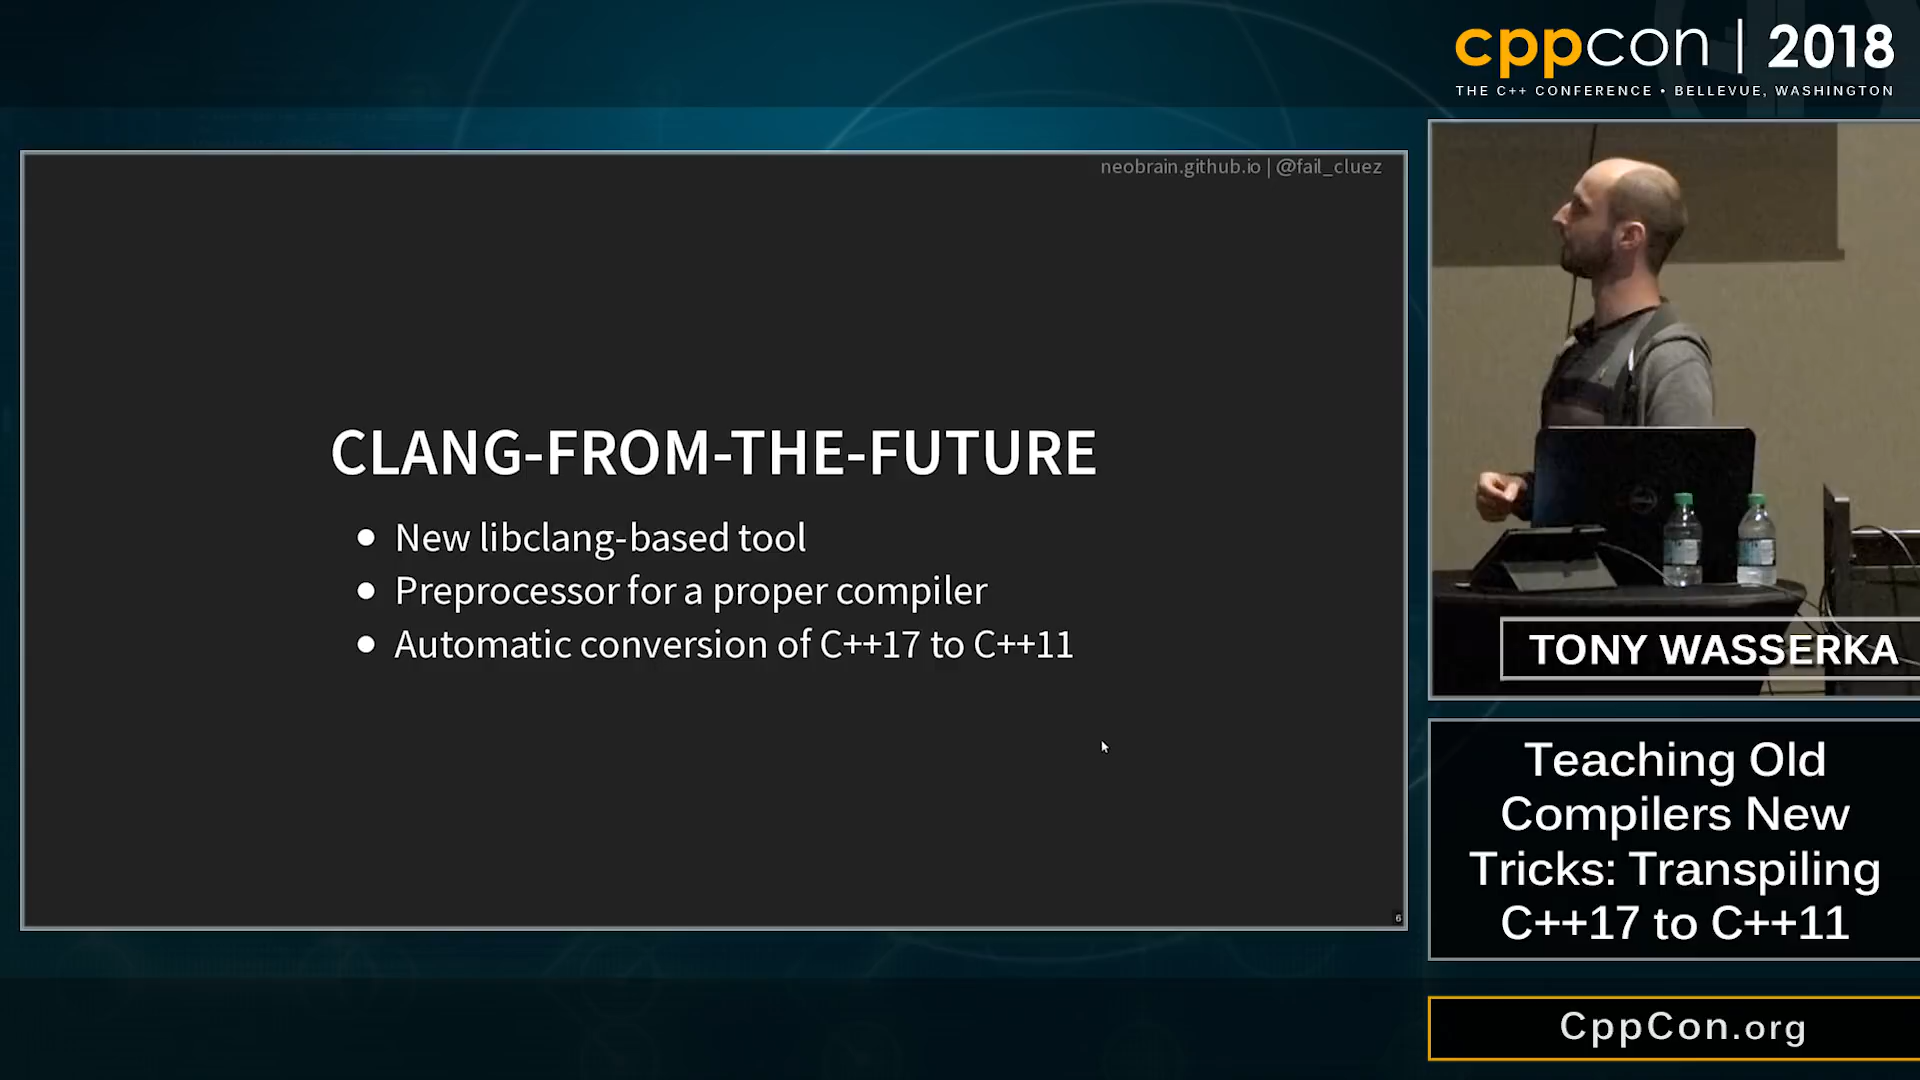 cppcon | 2018
THE C++ CONFERENCE • BELLEVUE, WASHINGTON
neobrain.github.io | @fail_cluez
CLANG-FROM-THE-FUTURE
● New libclang-based tool
● Preprocessor for a proper compiler
● Automatic conversion of C++17 to C++11
6
TONY WASSERKA
Teaching Old
Compilers New
Tricks: Transpiling
C++17 to C++11
CppCon.org